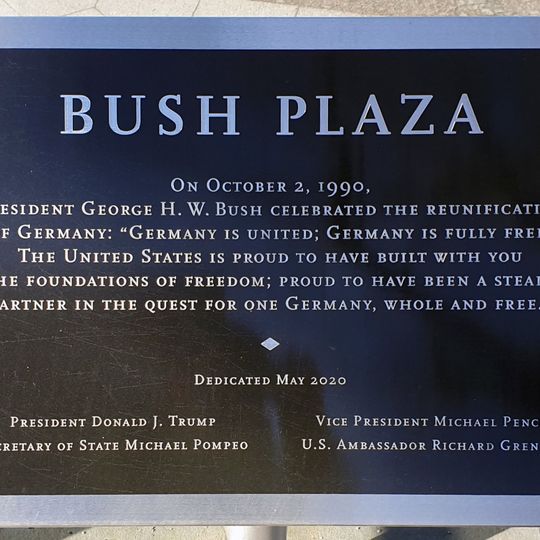 BUSH PLAZA
ON OCTOBER 2, 1990,
ESIDENT GEORGE H. W. BUSH CELEBRATED THE REUNIFICATI
F GERMANY: “GERMANY IS UNITED; GERMANY IS FULLY FREE
THE UNITED STATES IS PROUD TO HAVE BUILT WITH YOU
HE FOUNDATIONS OF FREEDOM; PROUD TO HAVE BEEN A STEA
ARTNER IN THE QUEST FOR ONE GERMANY, WHOLE AND FREE.
DEDICATED MAY 2020
PRESIDENT DONALD J. TRUMP VICE PRESIDENT MICHAEL PENC
CRETARY OF STATE MICHAEL POMPEO U.S. AMBASSADOR RICHARD GREN